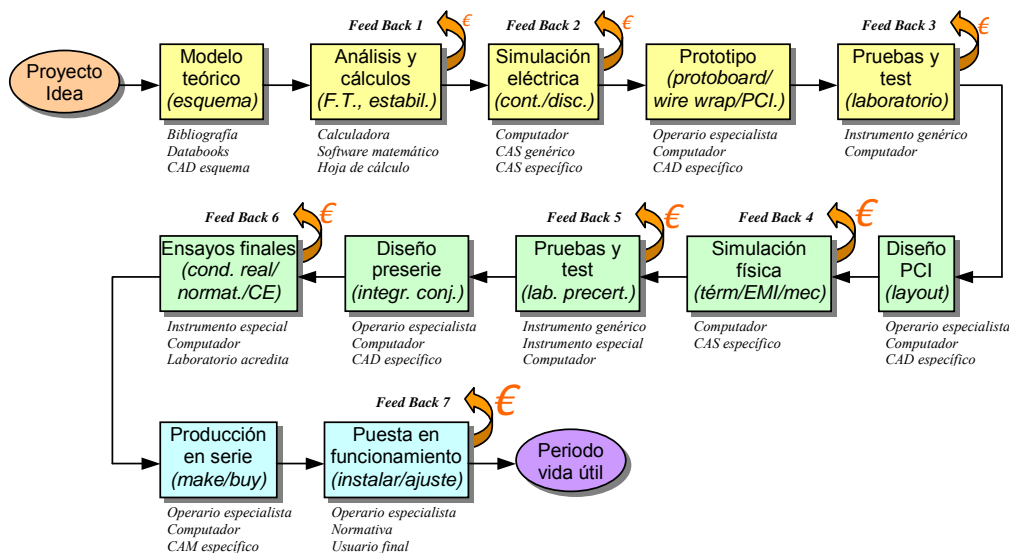 Feed Back 1
€
Feed Back 2
€
Feed Back 3
€
Proyecto
Idea
Modelo
teórico
(esquema)
Análisis y
cálculos
(F.T., estabil.)
Simulación
eléctrica
(cont./disc.)
Prototipo
(protoboard/
wire wrap/PCI.)
Pruebas y
test
(laboratorio)
Bibliografía
Databooks
CAD esquema
Calculadora
Software matemático
Hoja de cálculo
Computador
CAS genérico
CAS específico
Operario especialista
Computador
CAD específico
Instrumento genérico
Computador
Feed Back 6
€
Feed Back 5
€
Feed Back 4
€
Ensayos finales
(cond. real/
normat./CE)
Diseño
preserie
(integr. conj.)
Pruebas y
test
(lab. precert.)
Simulación
física
(térm/EMI/mec)
Diseño
PCI
(layout)
Instrumento especial
Computador
Laboratorio acredita
Operario especialista
Computador
CAD específico
Instrumento genérico
Instrumento especial
Computador
Computador
CAS específico
Operario especialista
Computador
CAD específico
Feed Back 7
€
Producción
en serie
(make/buy)
Puesta en
funcionamiento
(instalar/ajuste)
Periodo
vida útil
Operario especialista
Computador
CAM específico
Operario especialista
Normativa
Usuario final